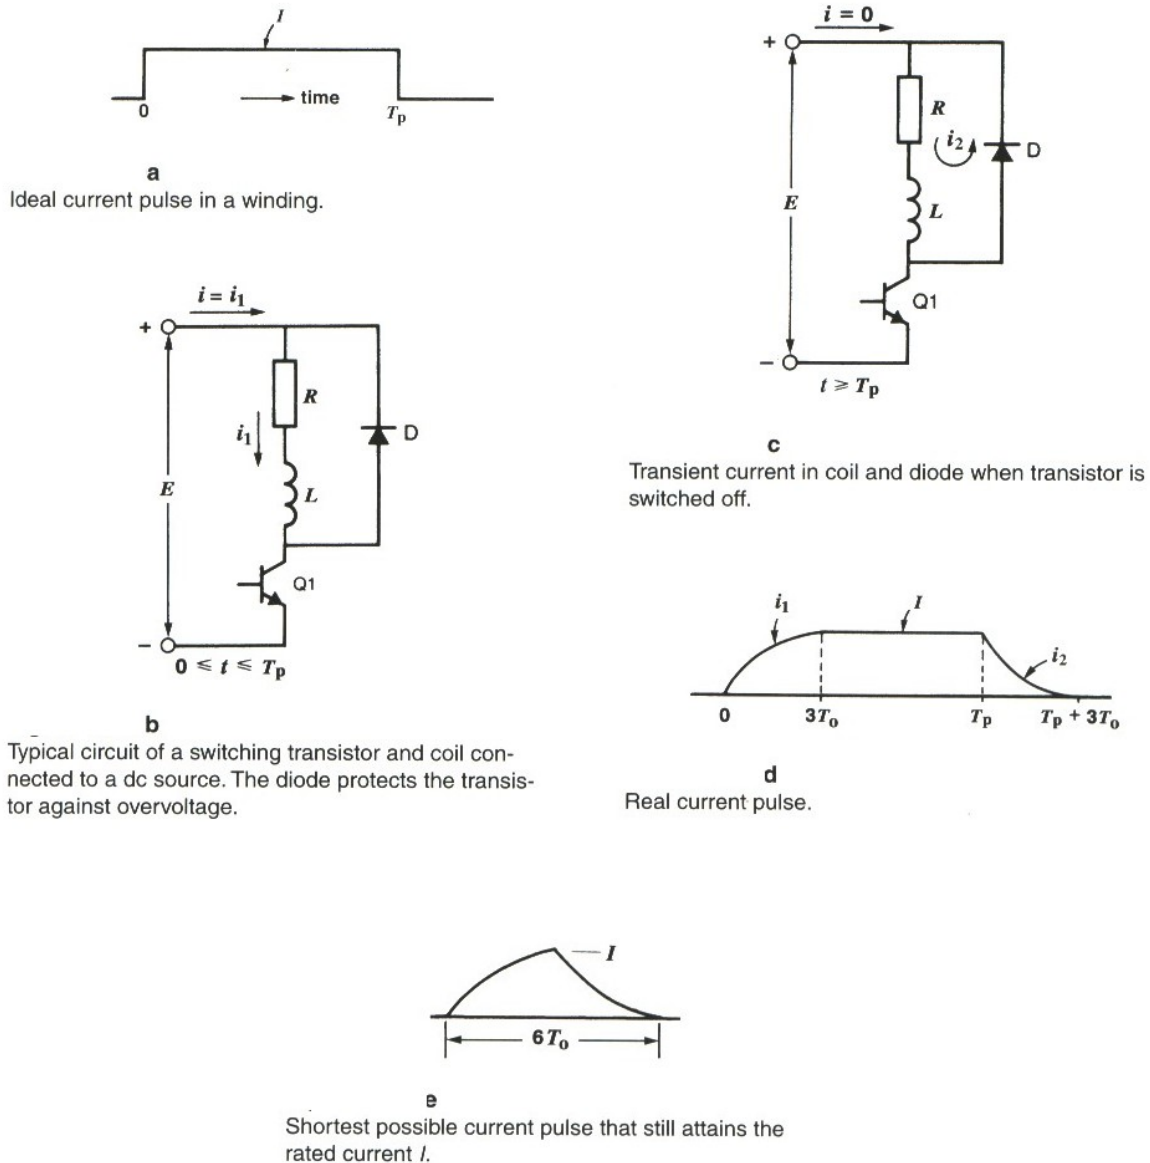 I
0
time
Tp
a
Ideal current pulse in a winding.
i = i1
+
R
i1
D
E
L
Q1
−
0 ≤ t ≤ Tp
b
Typical circuit of a switching transistor and coil con-
nected to a dc source. The diode protects the transis-
tor against overvoltage.
i = 0
+
R
i2
D
E
L
Q1
−
t ≥ Tp
c
Transient current in coil and diode when transistor is
switched off.
i1
I
i2
0
3To
Tp
Tp + 3To
d
Real current pulse.
I
6To
e
Shortest possible current pulse that still attains the
rated current I.